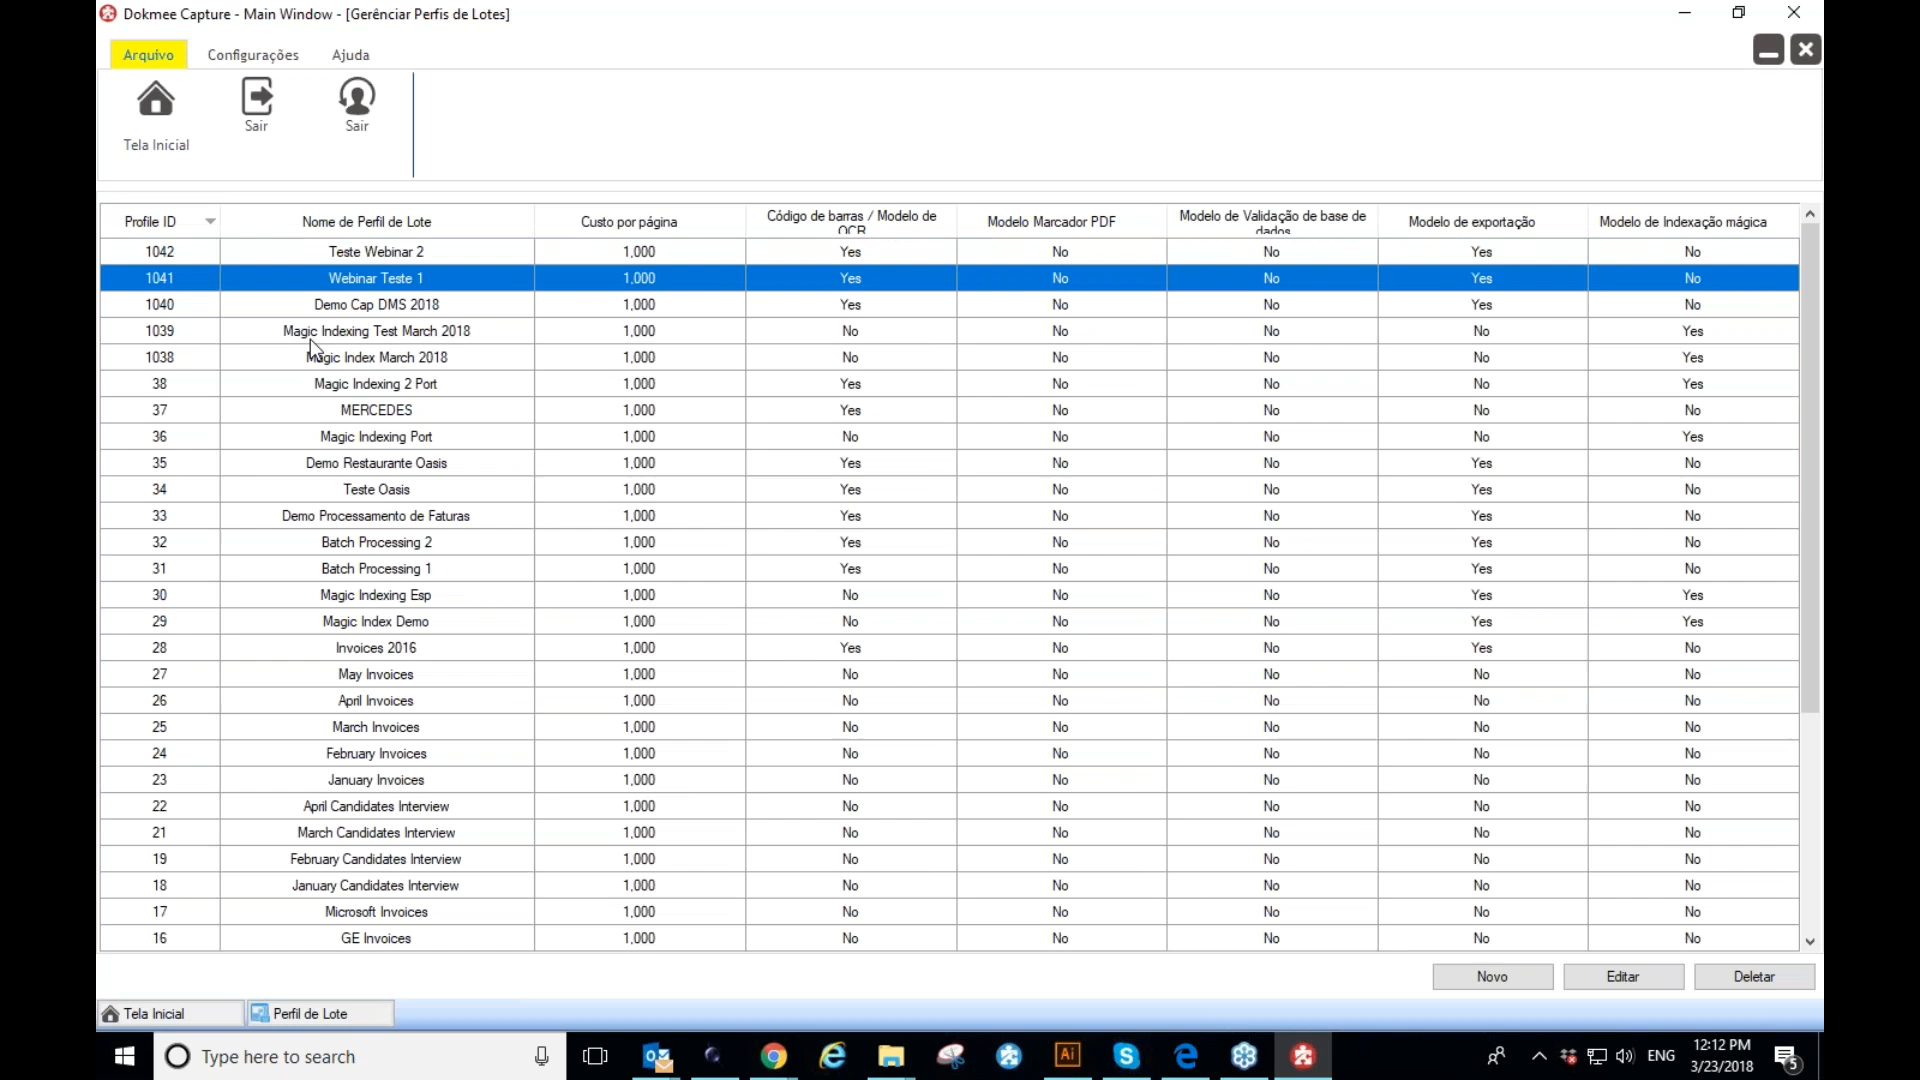 Dokmee Capture - Main Window - [Gerênciar Perfis de Lotes]
Arquivo Configurações Ajuda
Tela Inicial Sair Sair
Profile ID Nome de Perfil de Lote Custo por página Código de barras / Modelo de OCR Modelo Marcador PDF Modelo de Validação de base de dados Modelo de exportação Modelo de Indexação mágica
1042 Teste Webinar 2 1,000 Yes No No Yes No
1041 Webinar Teste 1 1,000 Yes No No Yes No
1040 Demo Cap DMS 2018 1,000 Yes No No Yes No
1039 Magic Indexing Test March 2018 1,000 No No No No Yes
1038 Magic Index March 2018 1,000 No No No No Yes
38 Magic Indexing 2 Port 1,000 Yes No No No Yes
37 MERCEDES 1,000 Yes No No No No
36 Magic Indexing Port 1,000 No No No No Yes
35 Demo Restaurante Oasis 1,000 Yes No No Yes No
34 Teste Oasis 1,000 Yes No No Yes No
33 Demo Processamento de Faturas 1,000 Yes No No Yes No
32 Batch Processing 2 1,000 Yes No No Yes No
31 Batch Processing 1 1,000 Yes No No Yes No
30 Magic Indexing Esp 1,000 No No No Yes Yes
29 Magic Index Demo 1,000 No No No Yes Yes
28 Invoices 2016 1,000 Yes No No Yes No
27 May Invoices 1,000 No No No No No
26 April Invoices 1,000 No No No No No
25 March Invoices 1,000 No No No No No
24 February Invoices 1,000 No No No No No
23 January Invoices 1,000 No No No No No
22 April Candidates Interview 1,000 No No No No No
21 March Candidates Interview 1,000 No No No No No
19 February Candidates Interview 1,000 No No No No No
18 January Candidates Interview 1,000 No No No No No
17 Microsoft Invoices 1,000 No No No No No
16 GE Invoices 1,000 No No No No No
Novo Editar Deletar
Tela Inicial Perfil de Lote
Type here to search Ai ENG 12:12 PM
3/23/2018 5